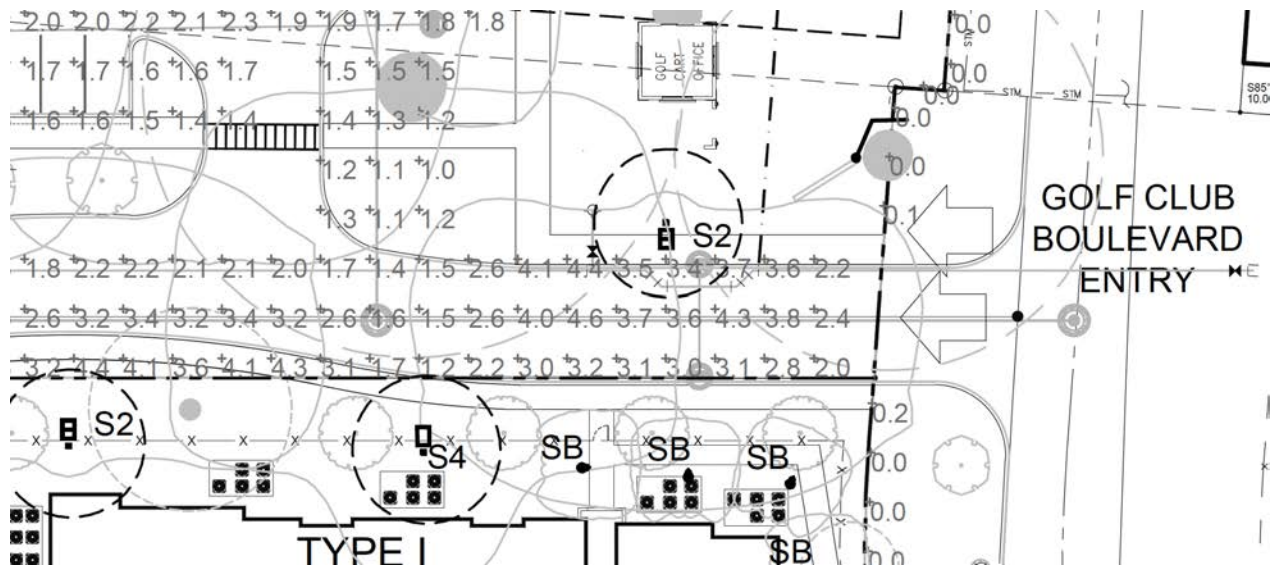 2.0 2.0 2.2 2.1 1.9 1.9 1.7 1.8 1.8
0.0
STM
GOLF
CART
OFFICE
1.7 1.7 1.6 1.6 1.7 1.5 1.5 1.5
0.0
S85°
10.0
0.0
STM STM
1.6 1.6 1.5 1.4 1.4 1.4 1.3 1.2
0.0
1.2 1.1 1.0
0.0
GOLF CLUB
BOULEVARD
ENTRY
1.3 1.1 1.2
0.1
S2
1.8 2.2 2.2 2.1 2.1 2.0 1.7 1.4 1.5 2.6 4.1 4.4 3.5 3.4 3.7 3.6 2.2
E
2.6 3.2 3.4 3.2 3.4 3.2 2.6 1.6 1.5 2.6 4.0 4.6 3.7 3.6 4.3 3.8 2.4
3.2 4.4 4.1 3.6 4.1 4.3 3.1 1.7 1.2 2.2 3.0 3.2 3.1 3.0 3.1 2.8 2.0
0.2
S2
S4
SB
SB
SB
0.0
0.0
TYPE I
SB
0.0